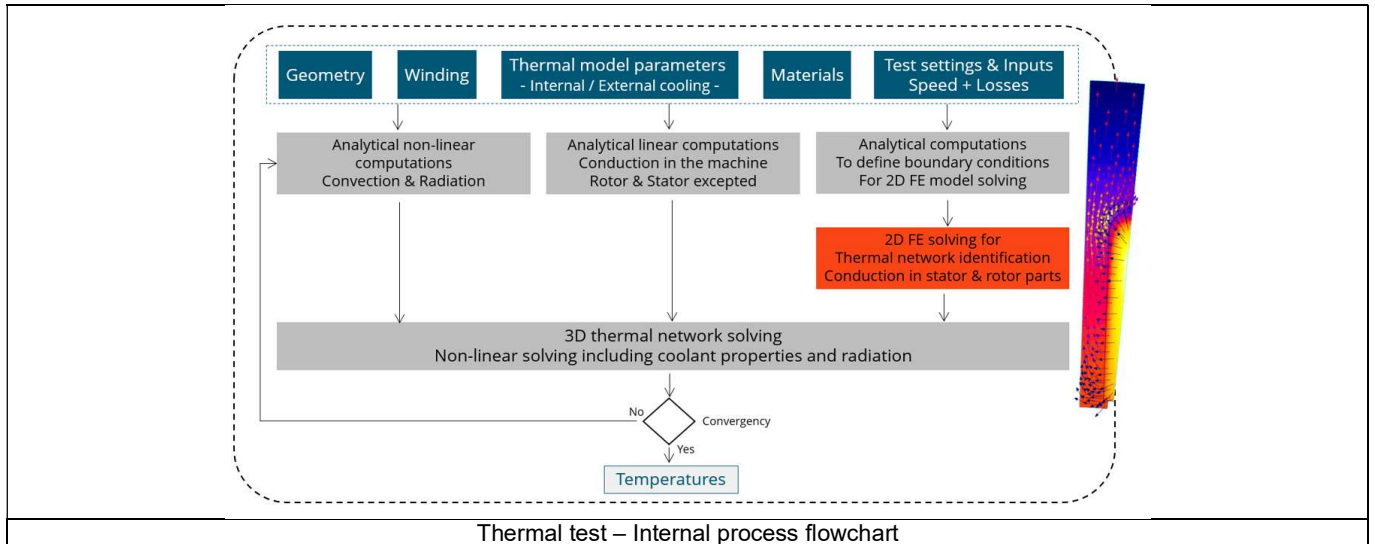 Geometry
Winding
Thermal model parameters
- Internal / External cooling -
Materials
Test settings & Inputs
Speed + Losses
Analytical non-linear
computations
Convection & Radiation
Analytical linear computations
Conduction in the machine
Rotor & Stator excepted
Analytical computations
To define boundary conditions
For 2D FE model solving
2D FE solving for
Thermal network identification
Conduction in stator & rotor parts
3D thermal network solving
Non-linear solving including coolant properties and radiation
No
Convergency
Yes
Temperatures
Thermal test – Internal process flowchart